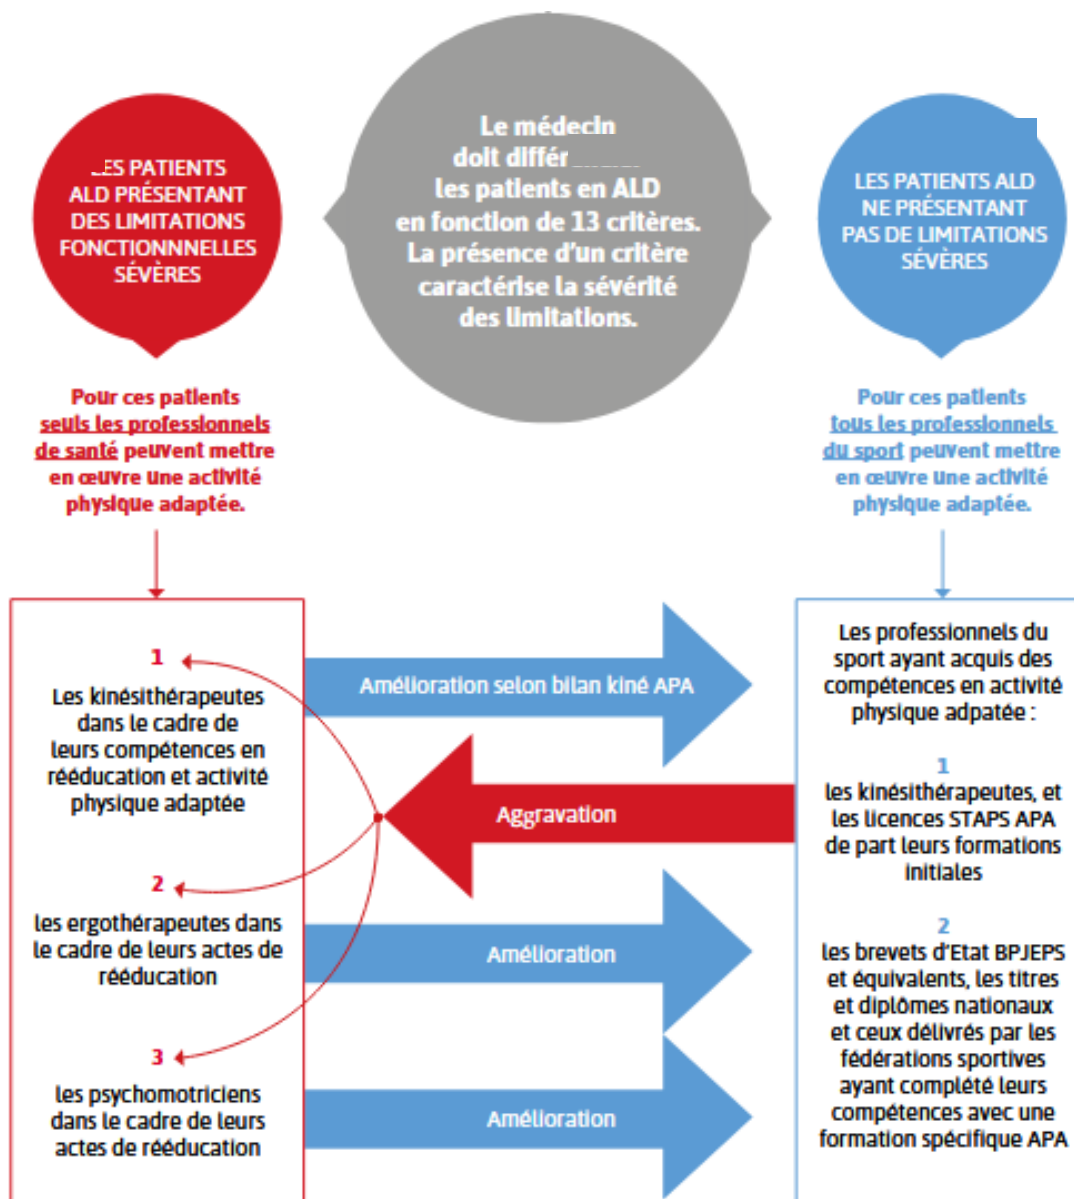 LES PATIENTS
ALD PRÉSENTANT
DES LIMITATIONS
FONCTIONNNELLES
SÉVÈRES
Le médecin
doit
les patients en ALD
en fonction de 13 critères.
La présence d'un critère
caractérise la sévérité
des limitations.
LES PATIENTS ALD
NE PRÉSENTANT
PAS DE LIMITATIONS
SÉVÈRES
Pour ces patients
seuls les professionnels
de santé peuvent mettre
en œuvre une activité
physique adaptée.
Pour ces patients
tous les professionnels
du sport peuvent mettre
en œuvre une activité
physique adaptée.
1
Les kinésithérapeutes
dans le cadre de
leurs compétences en
rééducation et activité
physique adaptée
2
les ergothérapeutes dans
le cadre de leurs actes de
rééducation
3
les psychomotriciens
dans le cadre de leurs
actes de rééducation
Amélioration selon bilan kiné APA
Aggravation
Amélioration
Amélioration
Les professionnels du
sport ayant acquis des
compétences en activité
physique adpatée :
1
les kinésithérapeutes, et
les licences STAPS APA
de part leurs formations
initiales
2
les brevets d'Etat BPJEPS
et équivalents, les titres
et diplômes nationaux
et ceux délivrés par les
fédérations sportives
ayant complété leurs
compétences avec une
formation spécifique APA